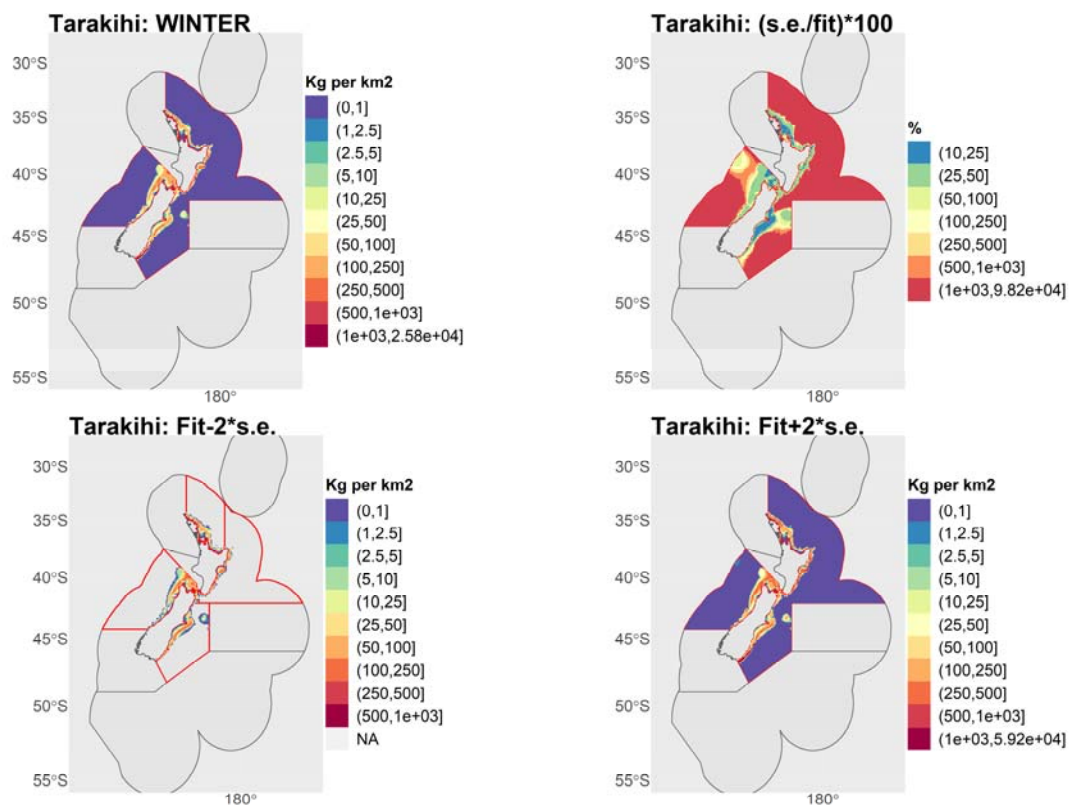 Tarakihi: WINTER
30°S
35°S
40°S
45°S
50°S
55°S
180°
Kg per km2
(0,1]
(1,2.5]
(2.5,5]
(5,10]
(10,25]
(25,50]
(50,100]
(100,250]
(250,500]
(500,1e+03]
(1e+03,2.58e+04]
Tarakihi: (s.e./fit)*100
30°S
35°S
40°S
45°S
50°S
55°S
180°
%
(10,25]
(25,50]
(50,100]
(100,250]
(250,500]
(500,1e+03]
(1e+03,9.82e+04]
Tarakihi: Fit-2*s.e.
30°S
35°S
40°S
45°S
50°S
55°S
180°
Kg per km2
(0,1]
(1,2.5]
(2.5,5]
(5,10]
(10,25]
(25,50]
(50,100]
(100,250]
(250,500]
(500,1e+03]
NA
Tarakihi: Fit+2*s.e.
30°S
35°S
40°S
45°S
50°S
55°S
180°
Kg per km2
(0,1]
(1,2.5]
(2.5,5]
(5,10]
(10,25]
(25,50]
(50,100]
(100,250]
(250,500]
(500,1e+03]
(1e+03,5.92e+04]